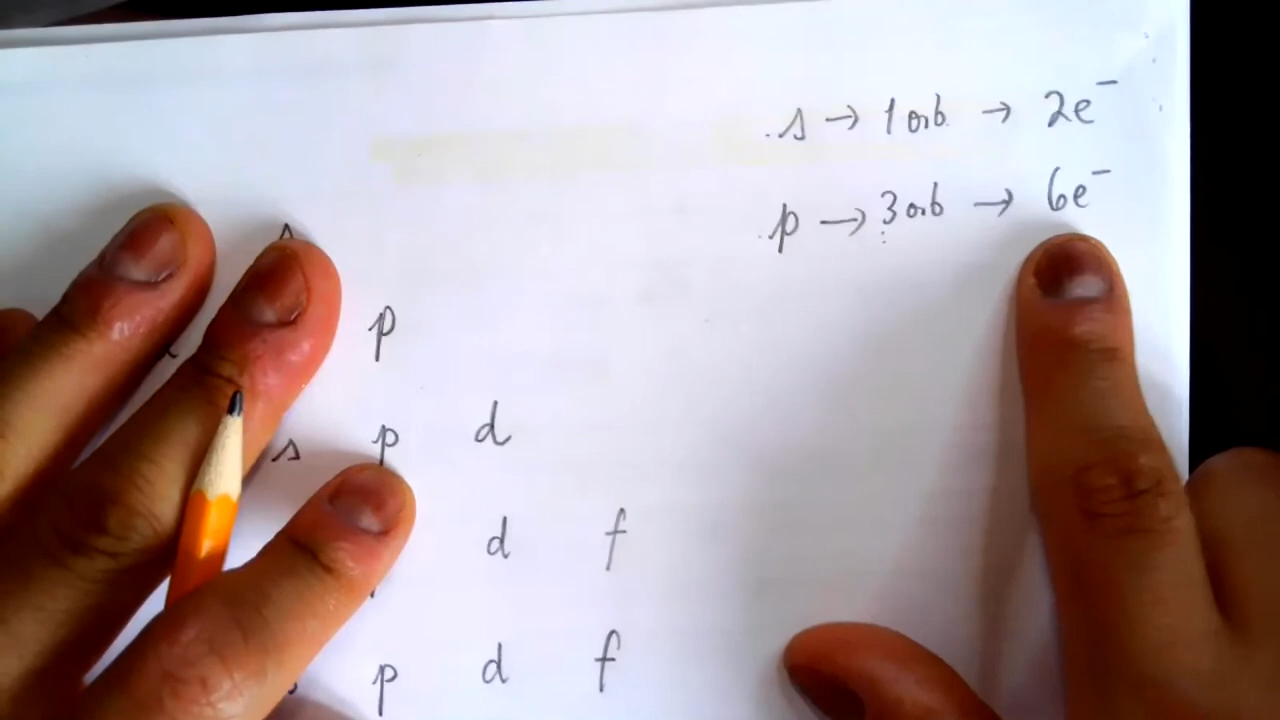 s → 1 orb → 2e⁻
p → 3 orb → 6e⁻
s
p
s p d
d f
p d f